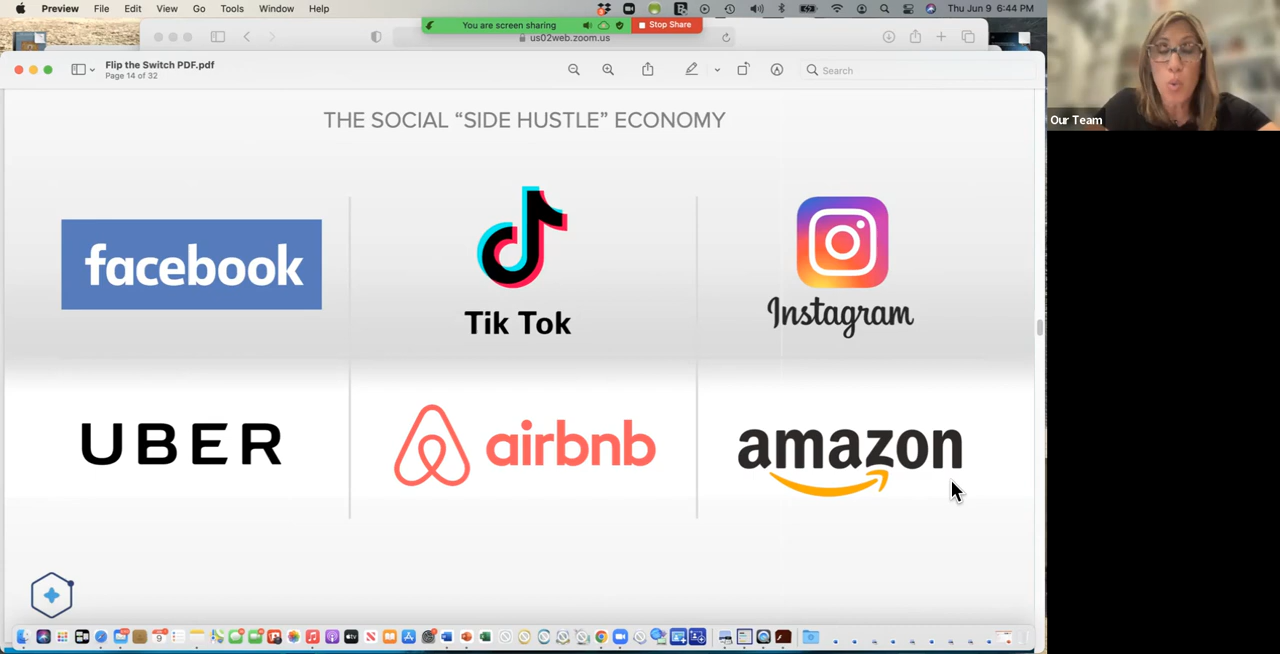 Preview File Edit View Go Tools Window Help
Thu Jun 9 6:44 PM
You are screen sharing
Stop Share
us02web.zoom.us
Flip the Switch PDF.pdf
Page 14 of 32
Search
Our Team
THE SOCIAL “SIDE HUSTLE” ECONOMY
facebook
Tik Tok
Instagram
UBER
airbnb
amazon